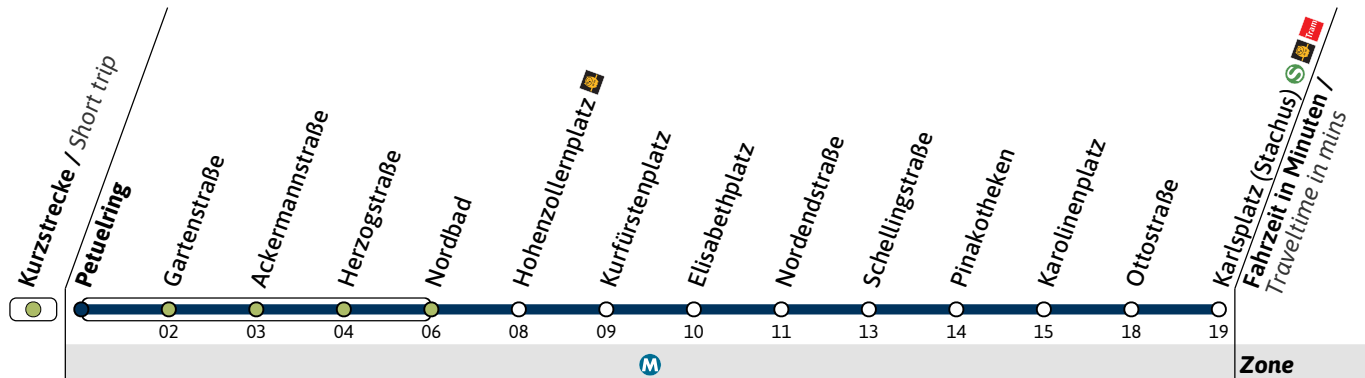 Kurzstrecke / Short trip
Petuelring
Gartenstraße
Ackermannstraße
Herzogstraße
Nordbad
Hohenzollernplatz
Kurfürstenplatz
Elisabethplatz
Nordendstraße
Schellingstraße
Pinakotheken
Karolinenplatz
Ottostraße
Karlsplatz (Stachus) S Tram
Fahrzeit in Minuten /
Traveltime in mins
02 03 04 06 08 09 10 11 13 14 15 18 19
M Zone